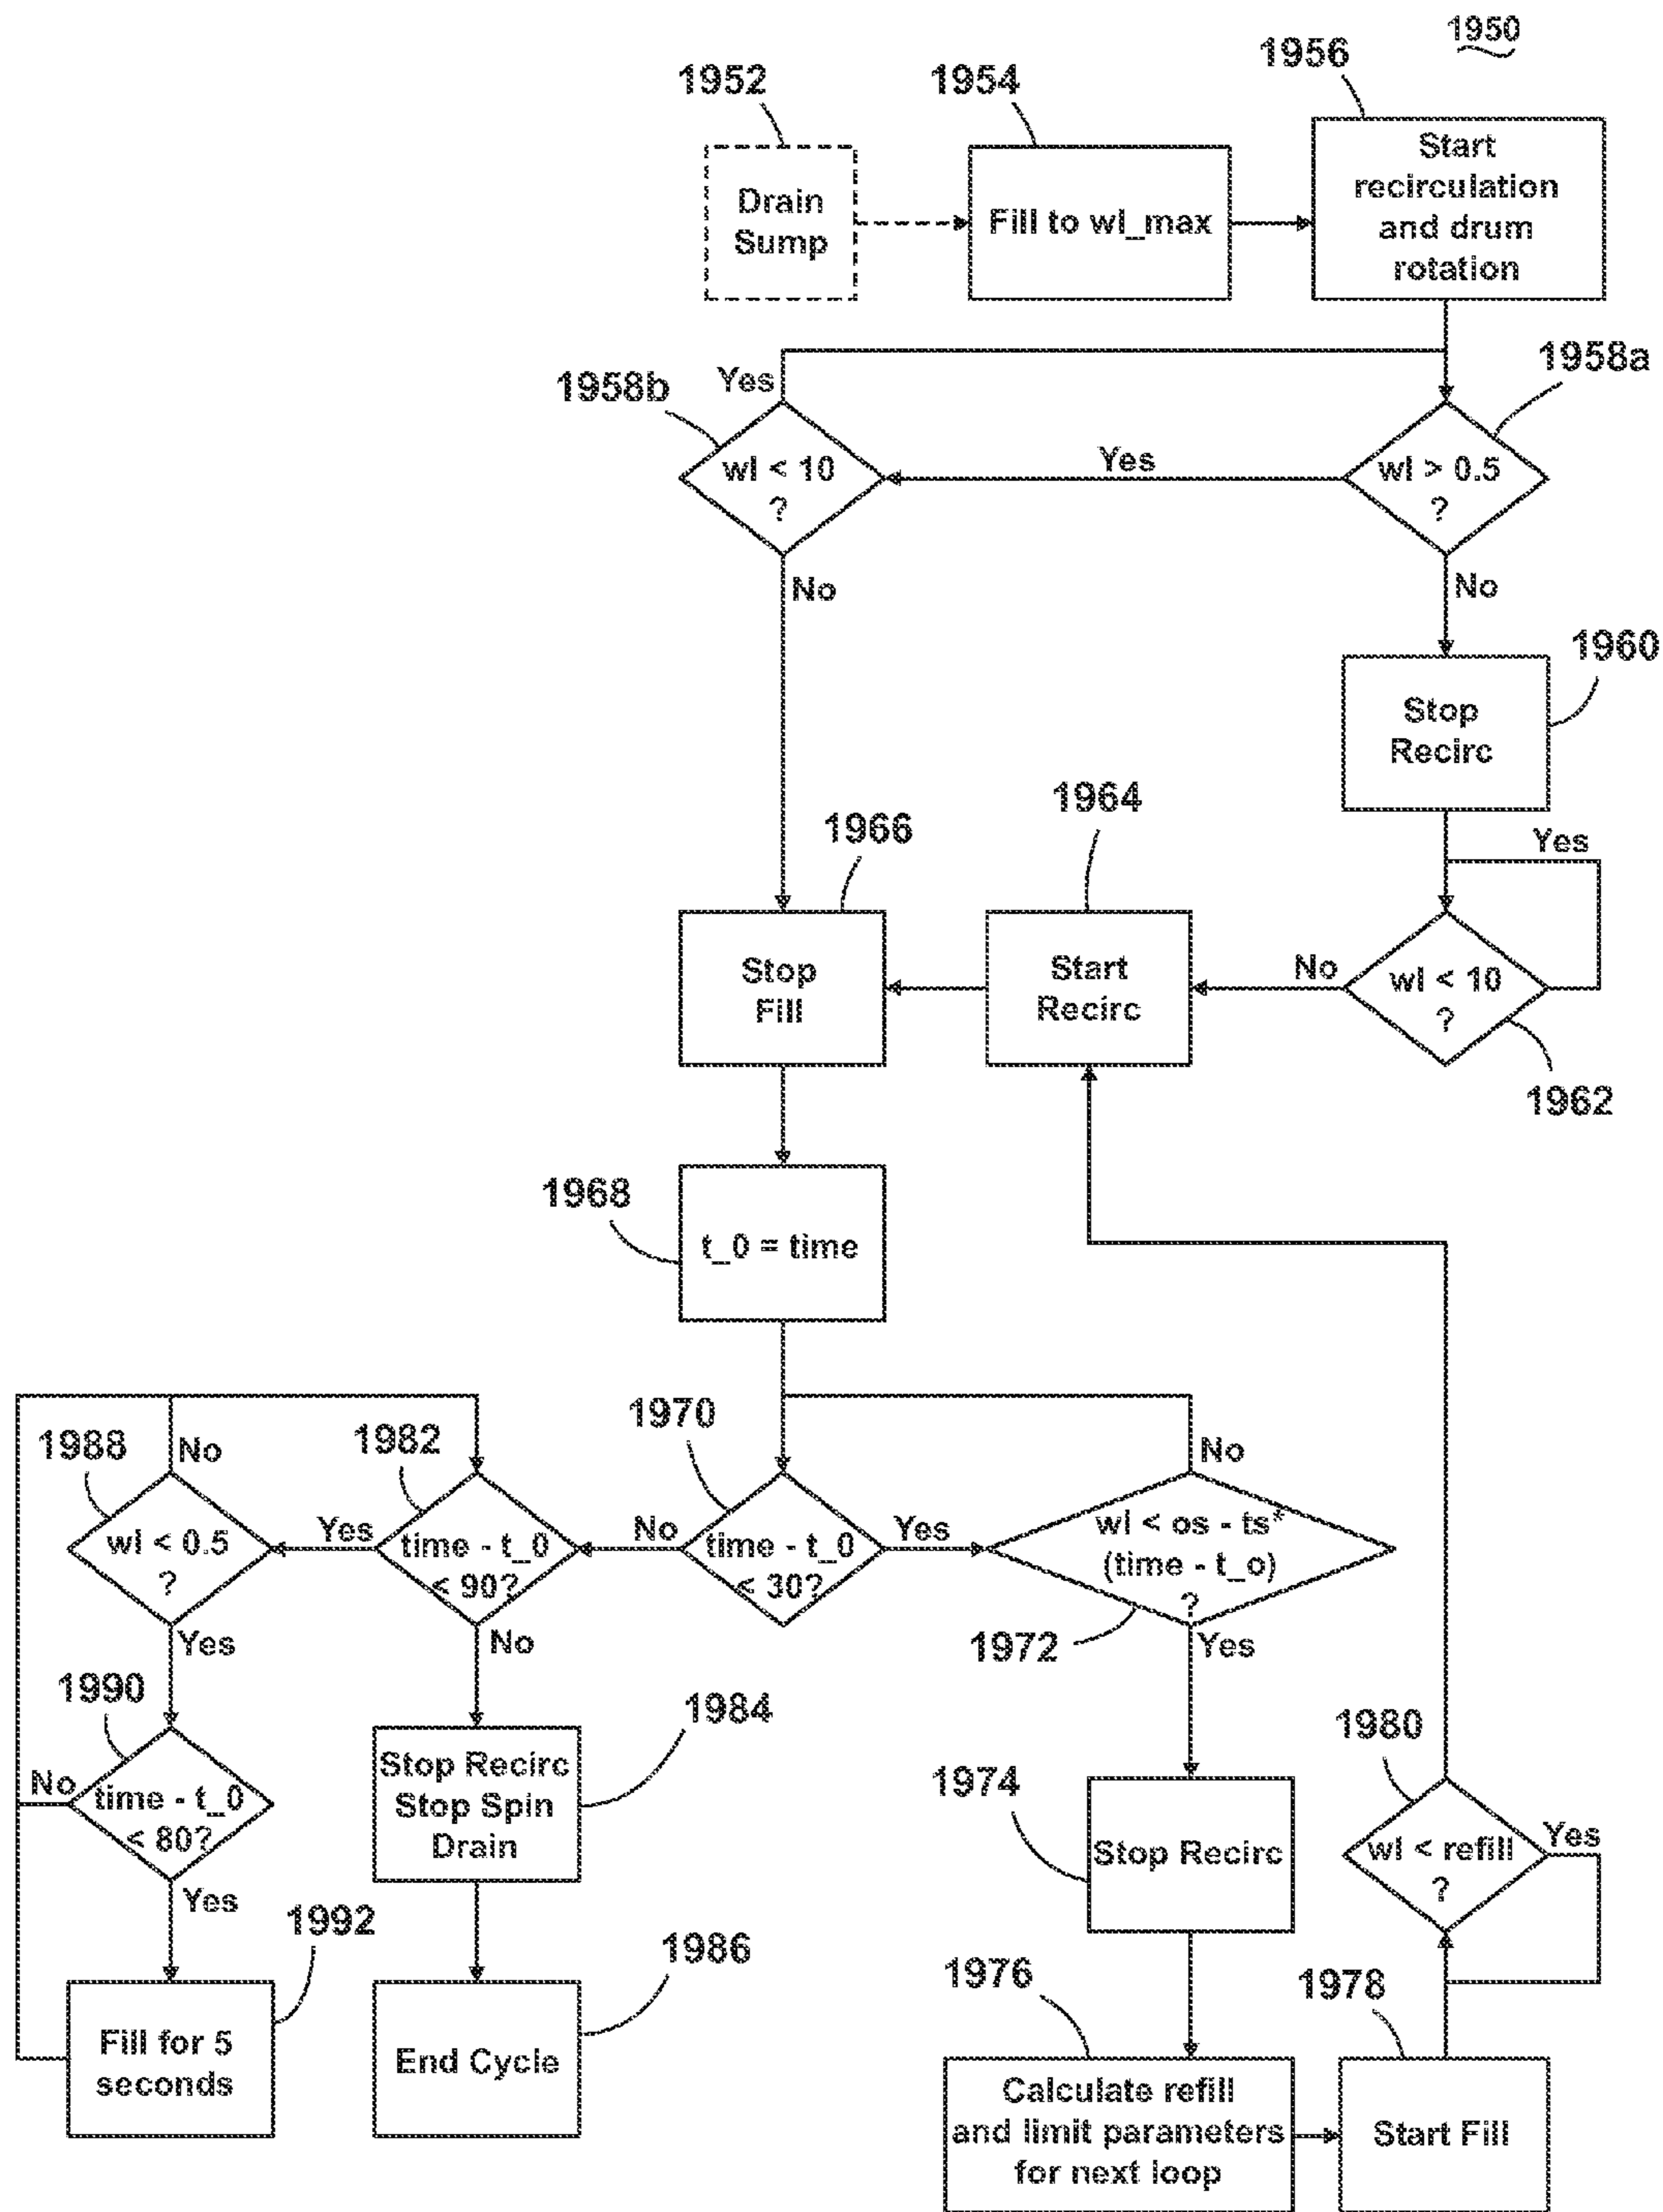 1950
1952
1954
1956
Drain
Sump
Fill to wl_max
Start
recirculation
and drum
rotation
1958b
Yes
1958a
wl < 10
?
Yes
wl > 0.5
?
No
No
1960
Stop
Recirc
1966
1964
Yes
Stop
Fill
Start
Recirc
No
wl < 10
?
1962
1968
t_0 = time
1988
No
1982
1970
No
wl < 0.5
?
Yes
time - t_0
< 90?
No
time - t_0
< 30?
Yes
wl < os - ts*
(time - t_o)
?
1972
Yes
Yes
No
1990
No
time - t_0
< 80?
Yes
1984
Stop Recirc
Stop Spin
Drain
1974
Stop Recirc
1980
wl < refill
?
Yes
1992
Fill for 5
seconds
1986
End Cycle
1976
Calculate refill
and limit parameters
for next loop
1978
Start Fill